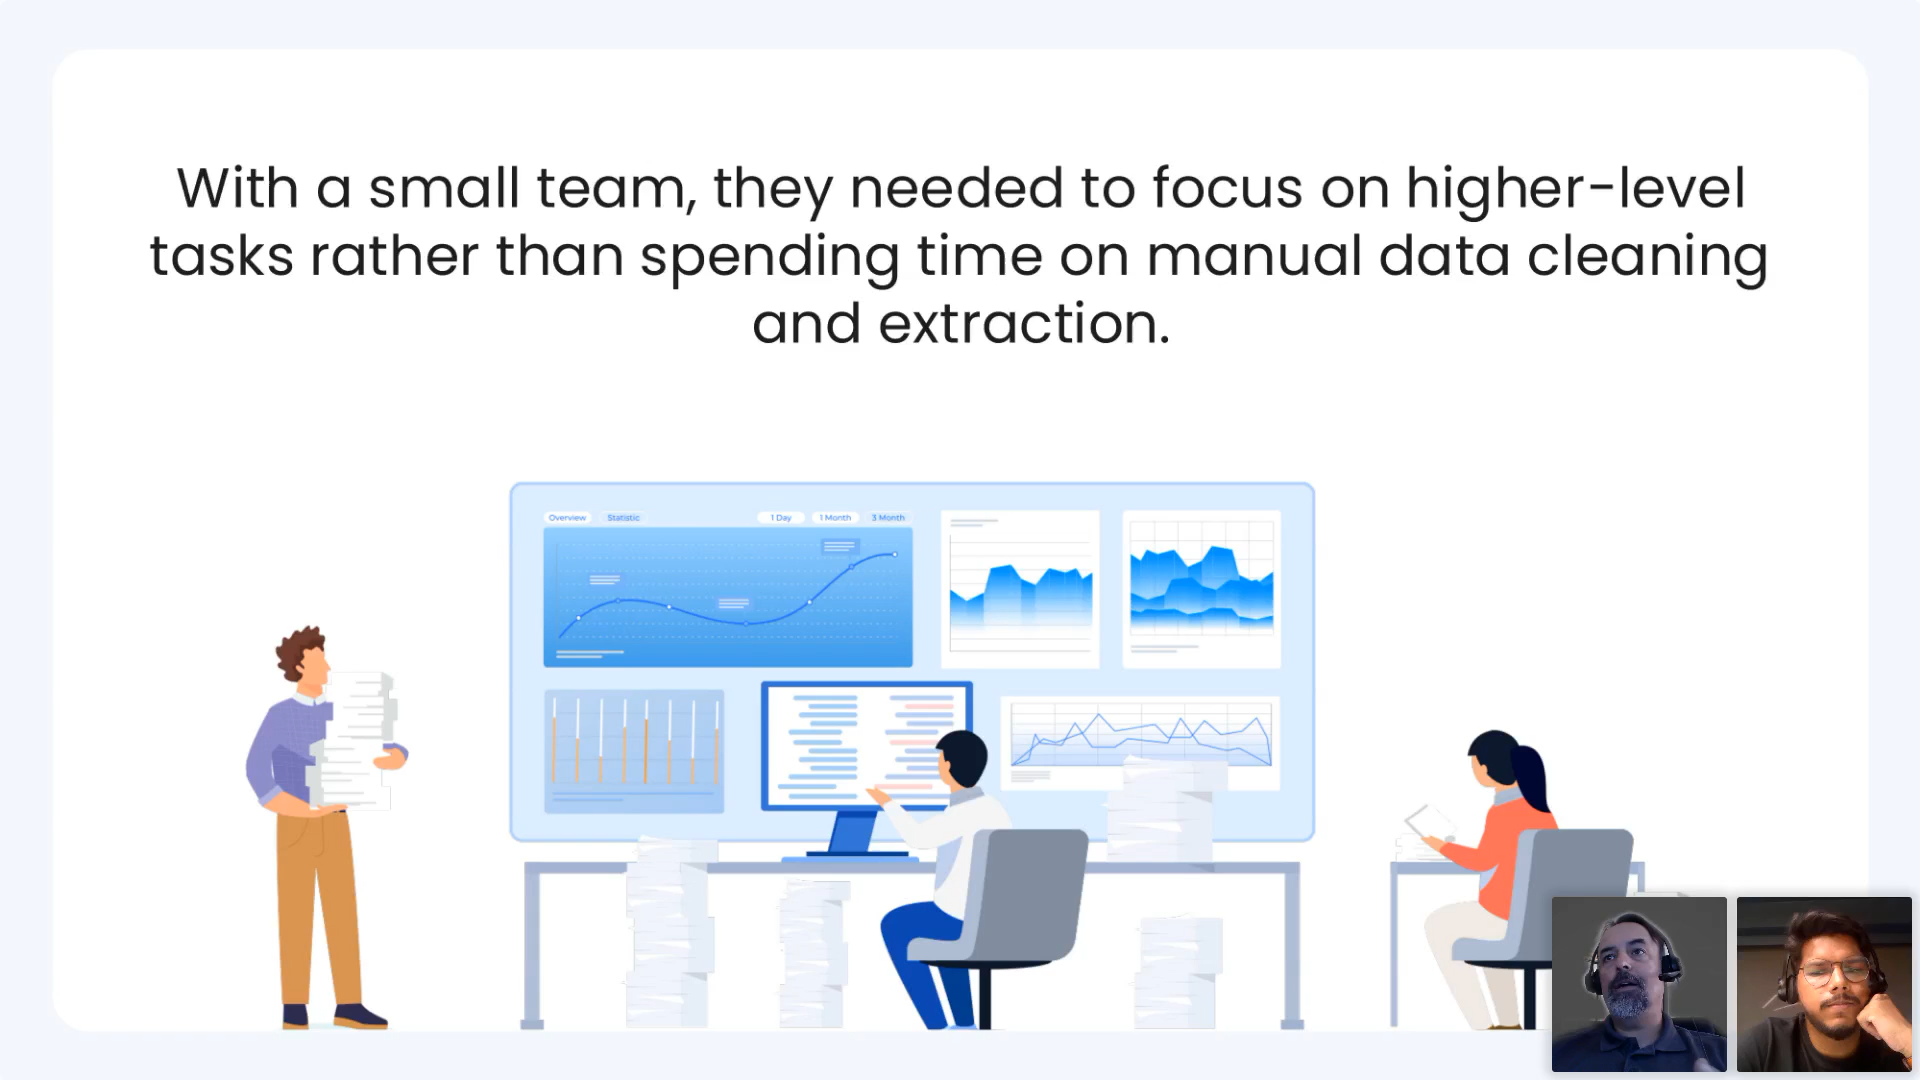 With a small team, they needed to focus on higher-level
tasks rather than spending time on manual data cleaning
and extraction.
Overview Statistic 1 Day 1 Month 3 Month